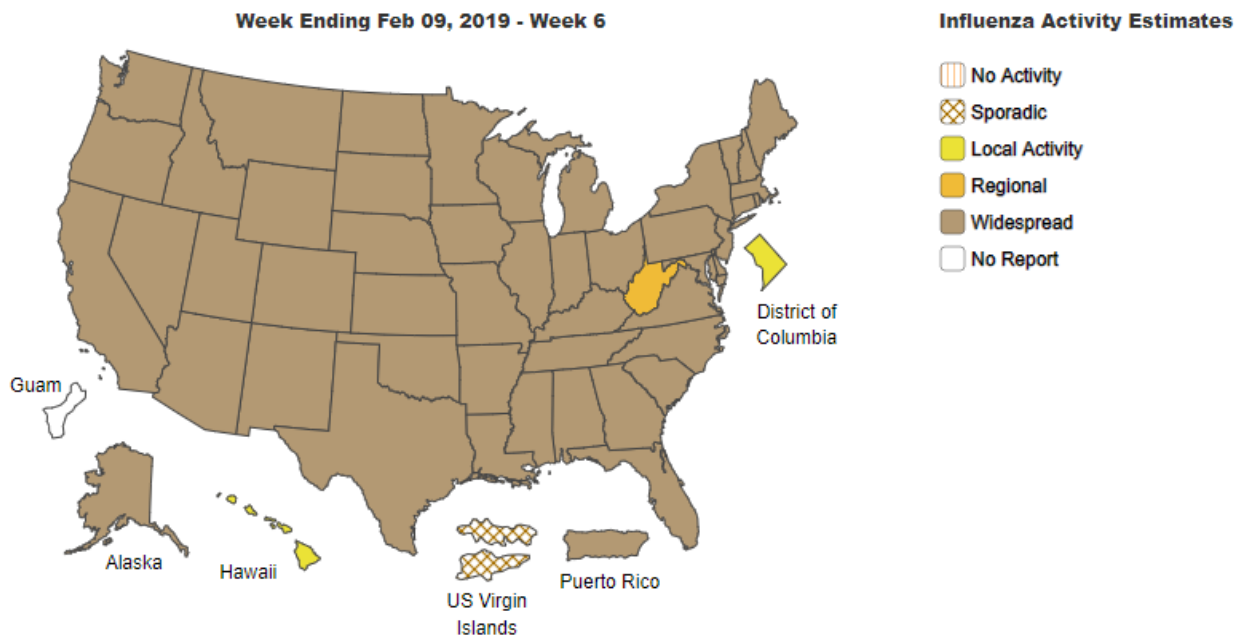 Week Ending Feb 09, 2019 - Week 6
Influenza Activity Estimates
No Activity
Sporadic
Local Activity
Regional
Widespread
No Report
District of
Columbia
Guam
Alaska
Hawaii
US Virgin
Islands
Puerto Rico